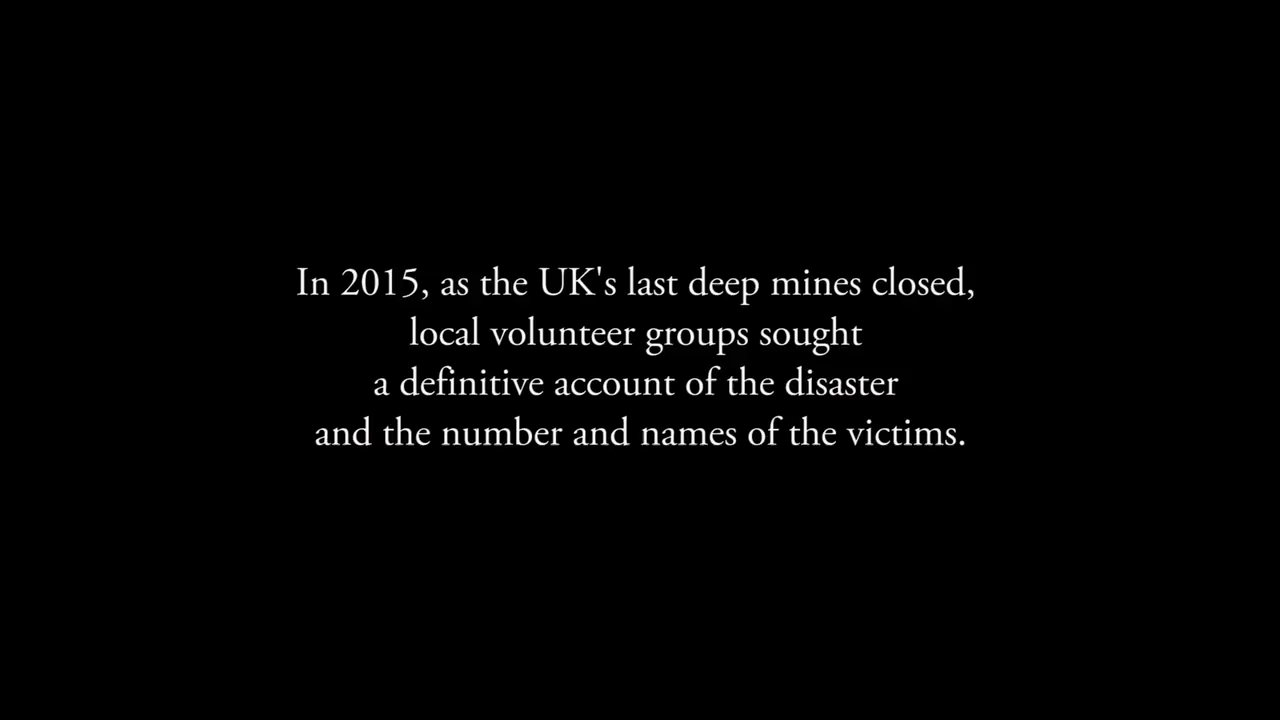 In 2015, as the UK's last deep mines closed,
local volunteer groups sought
a definitive account of the disaster
and the number and names of the victims.